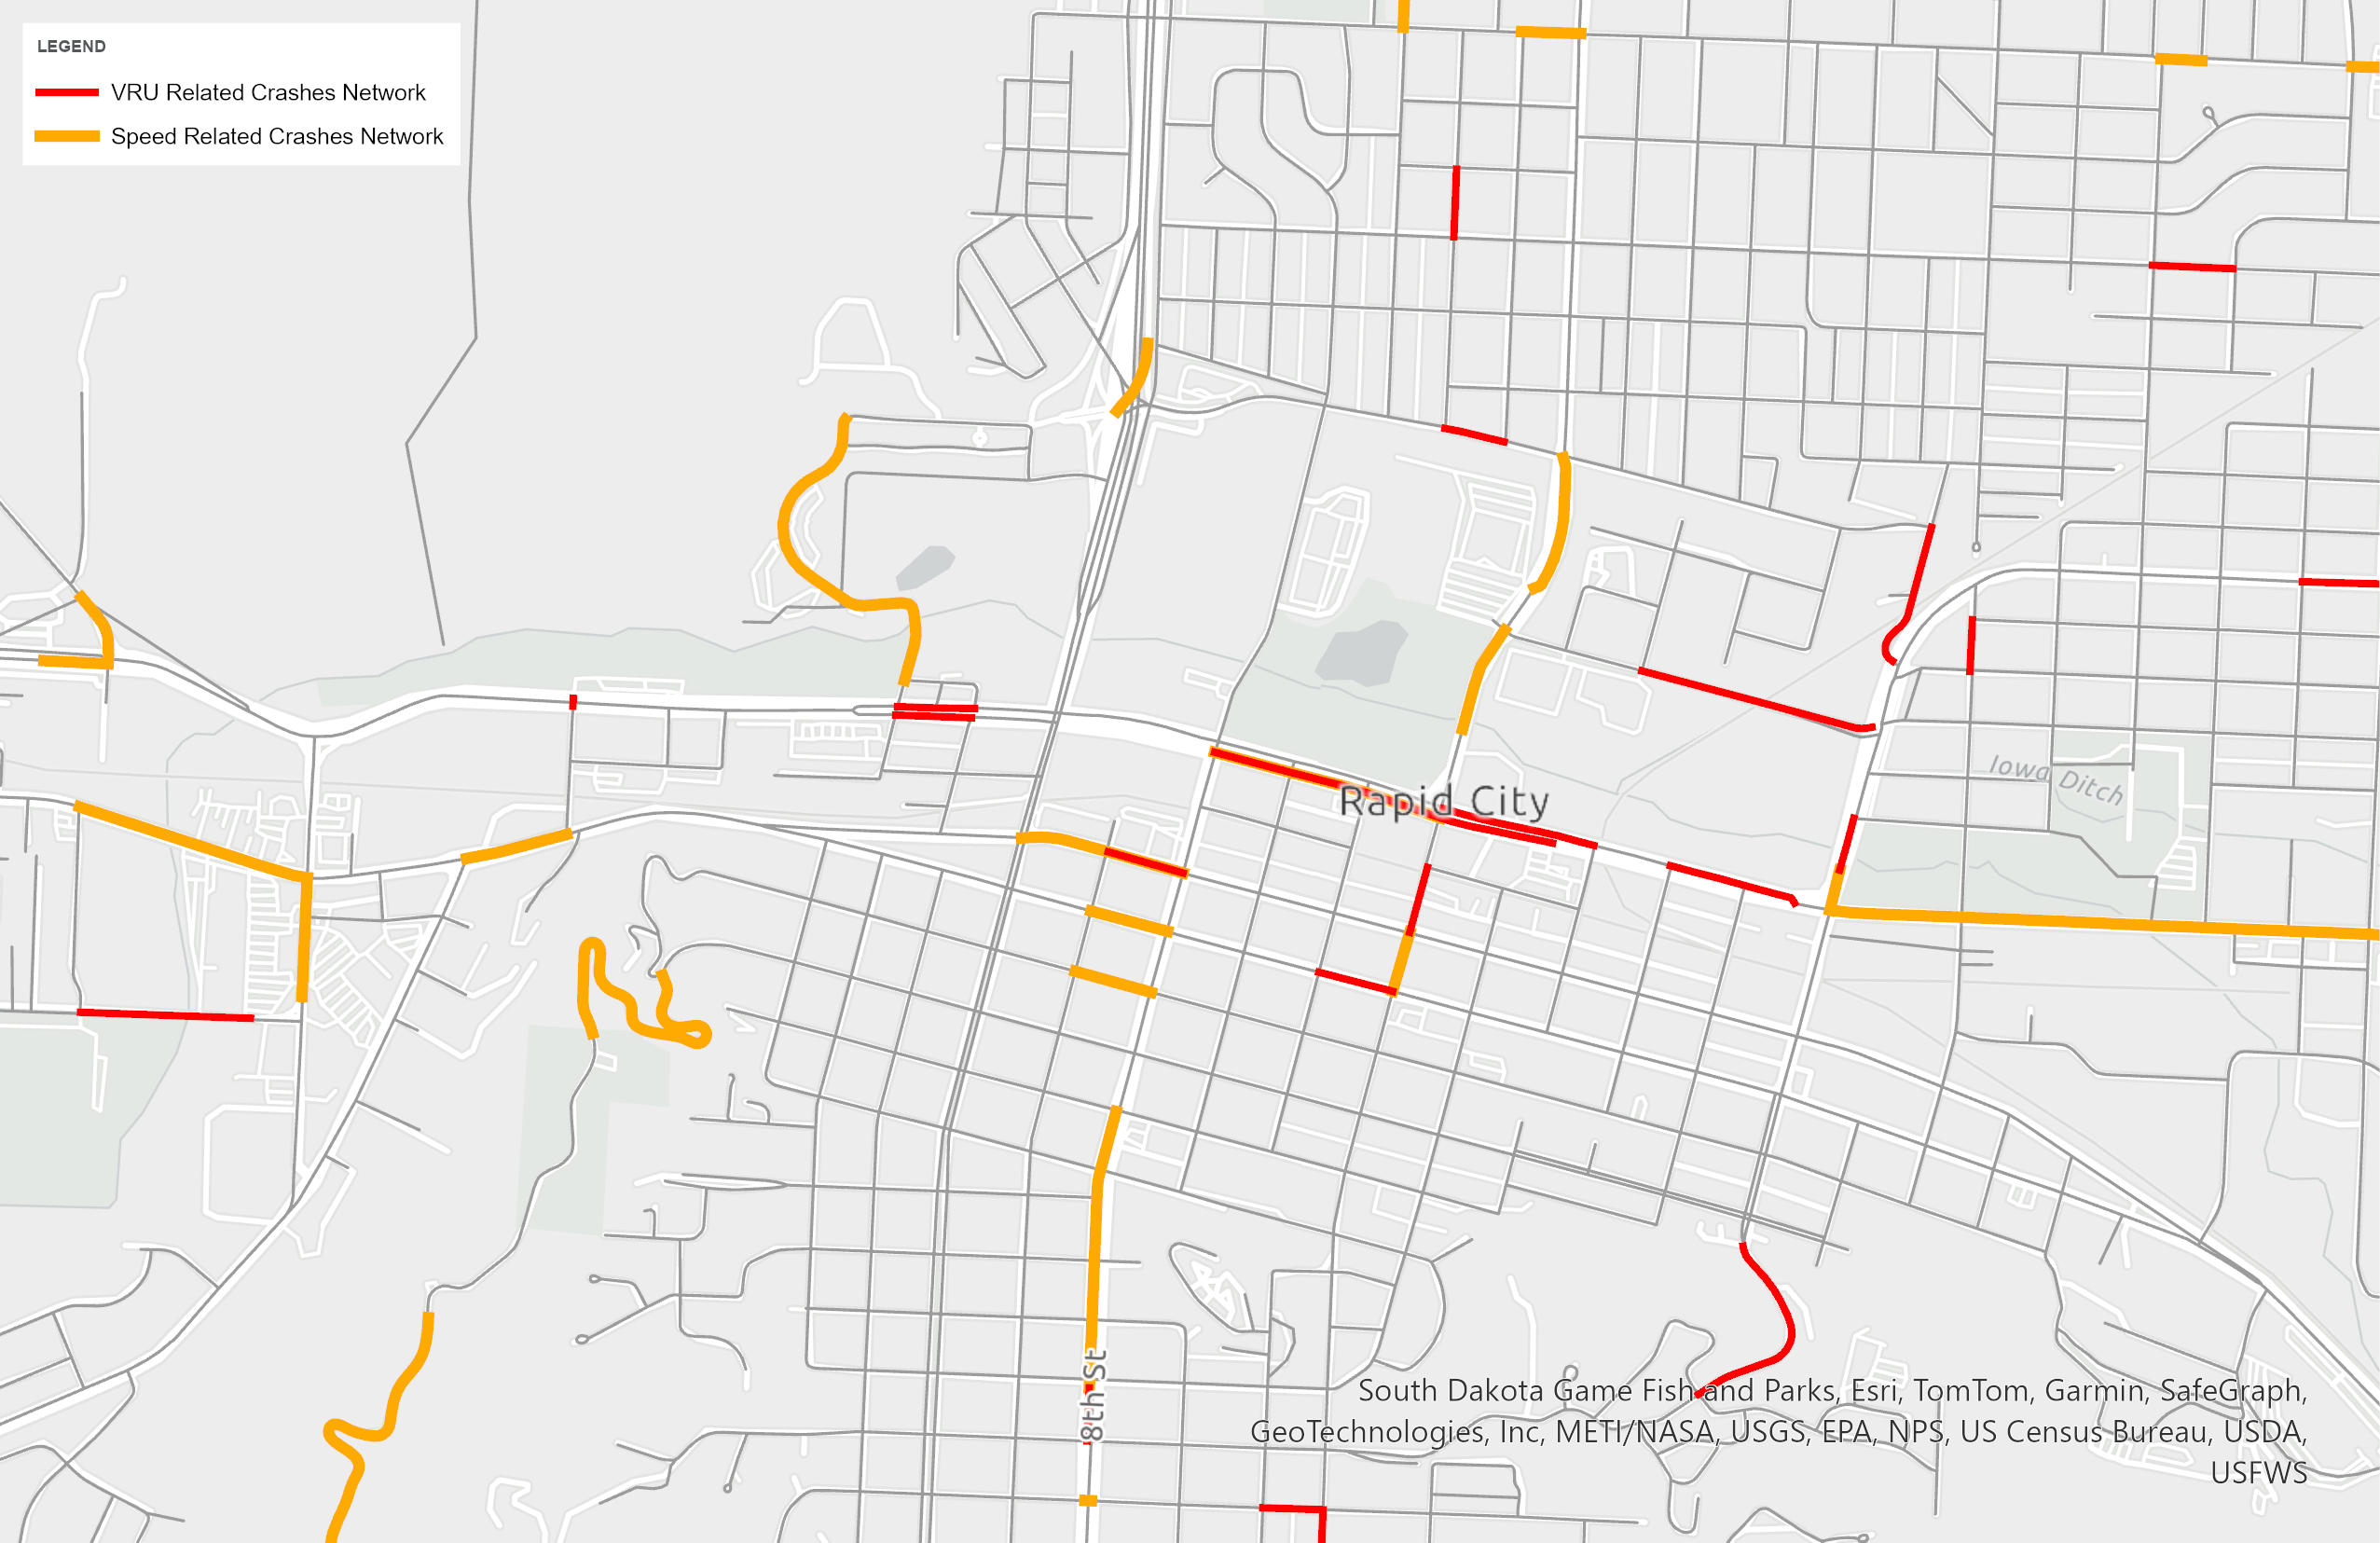 LEGEND
VRU Related Crashes Network
Speed Related Crashes Network
Iowa Ditch
Rapid City
8th St
South Dakota Game Fish and Parks, Esri, TomTom, Garmin, SafeGraph,
GeoTechnologies, Inc, METI/NASA, USGS, EPA, NPS, US Census Bureau, USDA,
USFWS